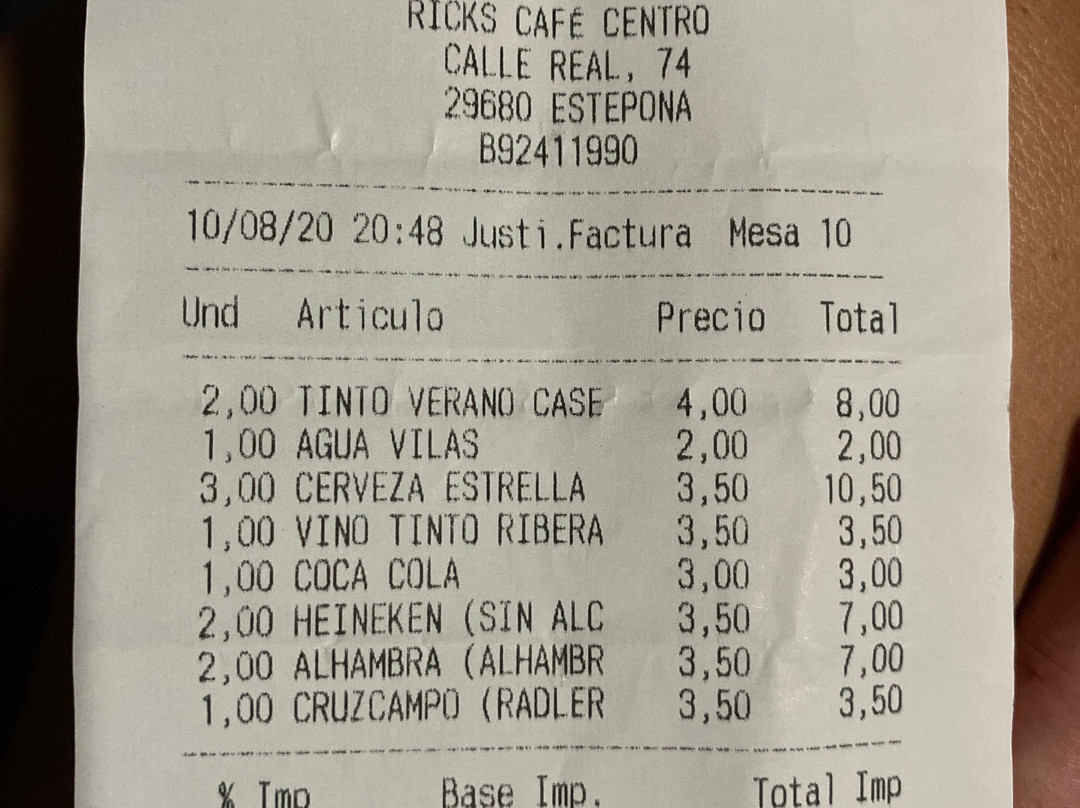 RICKS CAFÉ CENTRO
CALLE REAL, 74
29680 ESTEPONA
B92411990
10/08/20 20:48 Justi.Factura Mesa 10
Und Articulo Precio Total
2,00 TINTO VERANO CASE 4,00 8,00
1,00 AGUA VILAS 2,00 2,00
3,00 CERVEZA ESTRELLA 3,50 10,50
1,00 VINO TINTO RIBERA 3,50 3,50
1,00 COCA COLA 3,00 3,00
2,00 HEINEKEN (SIN ALC 3,50 7,00
2,00 ALHAMBRA (ALHAMBR 3,50 7,00
1,00 CRUZCAMPO (RADLER 3,50 3,50
% Imp Base Imp. Total Imp